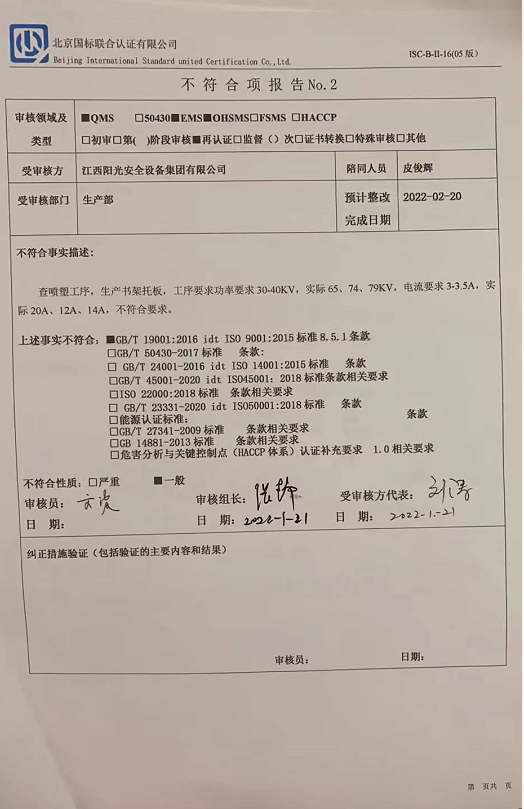 北京国标联合认证有限公司
Beijing International Standard united Certification Co.,Ltd.
ISC-B-II-16(05 版)
不符合项报告No.2
审核领域及类型
■QMS □50430■EMS■OHSMS□FSMS □HACCP
□初审□第( )阶段审核■再认证□监督()次□证书转换□特殊审核□其他
受审核方 江西阳光安全设备集团有限公司 陪同人员 皮俊辉
受审核部门 生产部 预计整改完成日期 2022-02-20
不符合事实描述:
查喷塑工序，生产书架托板，工序要求功率要求 30-40KV，实际 65、74、79KV，电流要求 3-3.5A，实
际 20A、12A、14A，不符合要求。
上述事实不符合: ■GB/T 19001:2016 idt ISO 9001:2015 标准 8.5.1 条款
□GB/T 50430-2017 标准 条款:
□ GB/T 24001-2016 idt ISO 14001:2015 标准 条款
□GB/T 45001-2020 idt ISO45001: 2018 标准条款相关要求
□ISO 22000:2018 标准 条款相关要求
□ GB/T 23331-2020 idt ISO50001:2018 标准 条款
□能源认证标准: 条款
□GB/T 27341-2009 标准 条款相关要求
□GB 14881-2013 标准 条款相关要求
□危害分析与关键控制点（HACCP 体系）认证补充要求 1.0 相关要求
不符合性质: □严重 ■一般
审核员: 审核组长: 受审核方代表:
日 期: 日 期: 2022-1-21 日 期: 2022-1-21
纠正措施验证（包括验证的主要内容和结果）
审核员: 日期:
第 页共 页